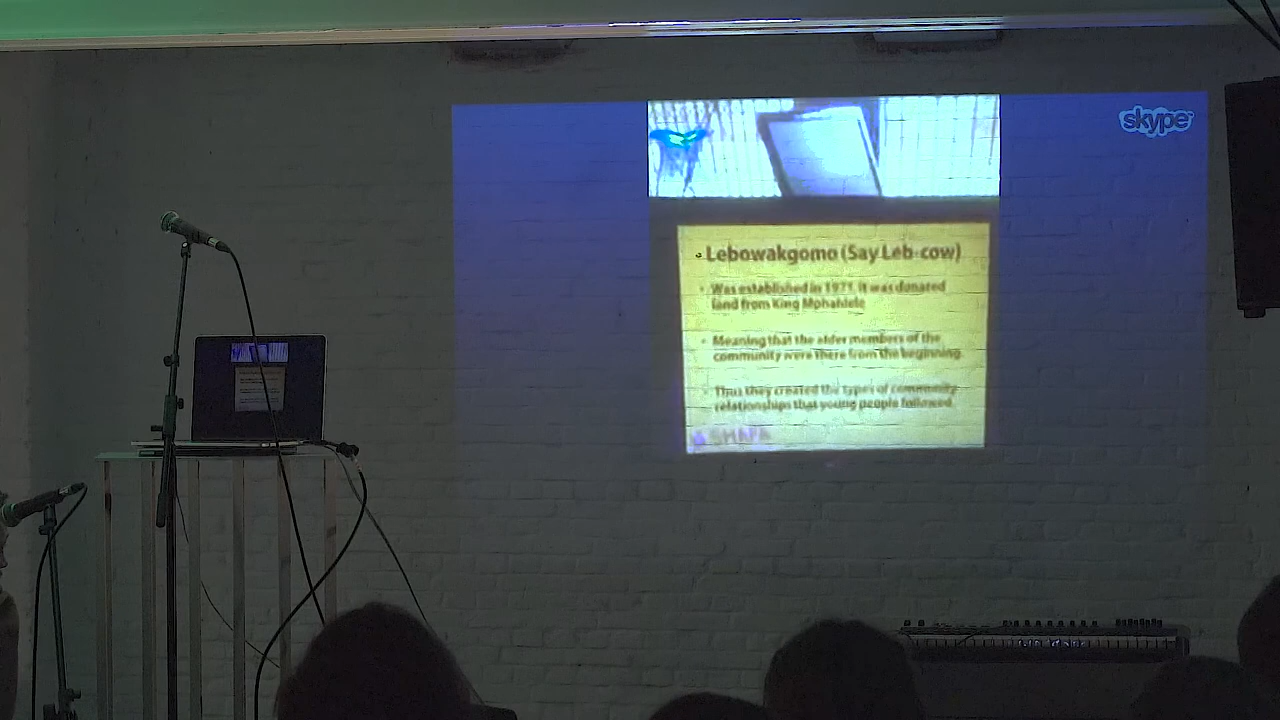 skype
• Lebowakgomo (Say Leb-cow)
• Was established in 1971, it was donated
land from King Mphahlele
• Meaning that the elder members of the
community were there from the beginning
Thus they created the types of community
relationships that young people followed